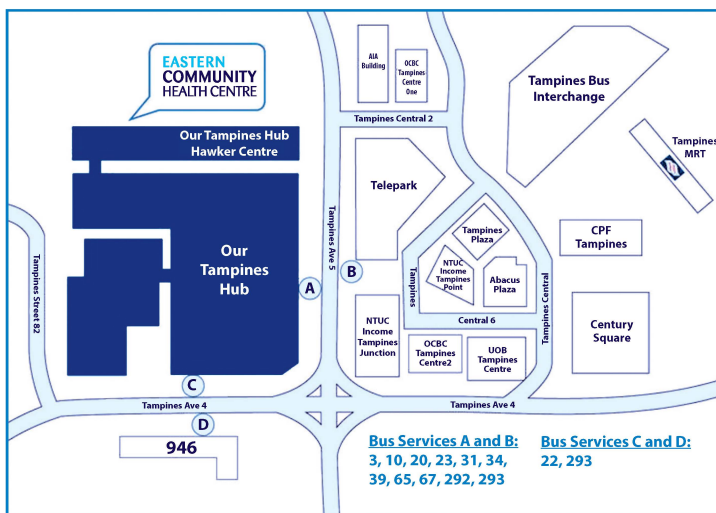 EASTERN
COMMUNITY
HEALTH CENTRE
AIA
Building
OCBC
Tampines
Centre
One
Tampines Bus
Interchange
Tampines Central 2
Our Tampines Hub
Hawker Centre
Tampines
MRT
Telepark
Tampines
Plaza
CPF
Tampines
Our
Tampines
Hub
Tampines Ave 5
A
B
NTUC
Income
Tampines
Point
Abacus
Plaza
Tampines
Central 6
Tampines Central
Tampines Street 82
NTUC
Income
Tampines
Junction
OCBC
Tampines
Centre2
UOB
Tampines
Centre
Century
Square
C
Tampines Ave 4
Tampines Ave 4
D
946
Bus Services A and B:
3, 10, 20, 23, 31, 34,
39, 65, 67, 292, 293
Bus Services C and D:
22, 293